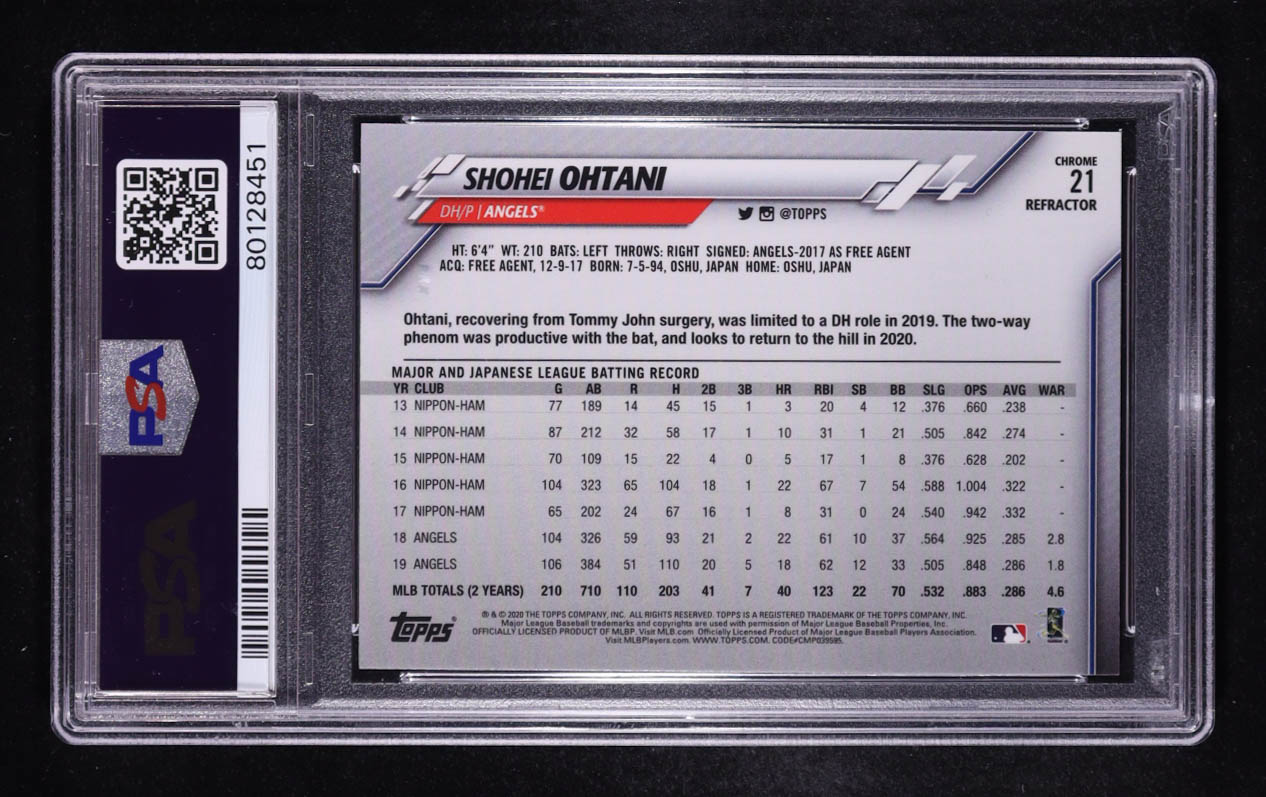 80128451
PSA
PSA
SHOHEI OHTANI
DH/P | ANGELS®
@TOPPS
CHROME
21
REFRACTOR
HT: 6'4" WT: 210 BATS: LEFT THROWS: RIGHT SIGNED: ANGELS-2017 AS FREE AGENT
ACQ: FREE AGENT, 12-9-17 BORN: 7-5-94, OSHU, JAPAN HOME: OSHU, JAPAN
Ohtani, recovering from Tommy John surgery, was limited to a DH role in 2019. The two-way
phenom was productive with the bat, and looks to return to the hill in 2020.
MAJOR AND JAPANESE LEAGUE BATTING RECORD
YR CLUB G AB R H 2B 3B HR RBI SB BB SLG OPS AVG WAR
13 NIPPON-HAM 77 189 14 45 15 1 3 20 4 12 .376 .660 .238 -
14 NIPPON-HAM 87 212 32 58 17 1 10 31 1 21 .505 .842 .274 -
15 NIPPON-HAM 70 109 15 22 4 0 5 17 1 8 .376 .628 .202 -
16 NIPPON-HAM 104 323 65 104 18 1 22 67 7 54 .588 1.004 .322 -
17 NIPPON-HAM 65 202 24 67 16 1 8 31 0 24 .540 .942 .332 -
18 ANGELS 104 326 59 93 21 2 22 61 10 37 .564 .925 .285 2.8
19 ANGELS 106 384 51 110 20 5 18 62 12 33 .505 .848 .286 1.8
MLB TOTALS (2 YEARS) 210 710 110 203 41 7 40 123 22 70 .532 .883 .286 4.6
topps®
® & © 2020 THE TOPPS COMPANY, INC. ALL RIGHTS RESERVED. TOPPS IS A REGISTERED TRADEMARK OF THE TOPPS COMPANY, INC.
Major League Baseball trademarks and copyrights are used with permission of Major League Baseball Properties, Inc.
OFFICIALLY LICENSED PRODUCT OF MLBP. Visit MLB.com Officially Licensed Product of Major League Baseball Players Association.
Visit MLBPlayers.com. WWW.TOPPS.COM. CODE#CMP039585.